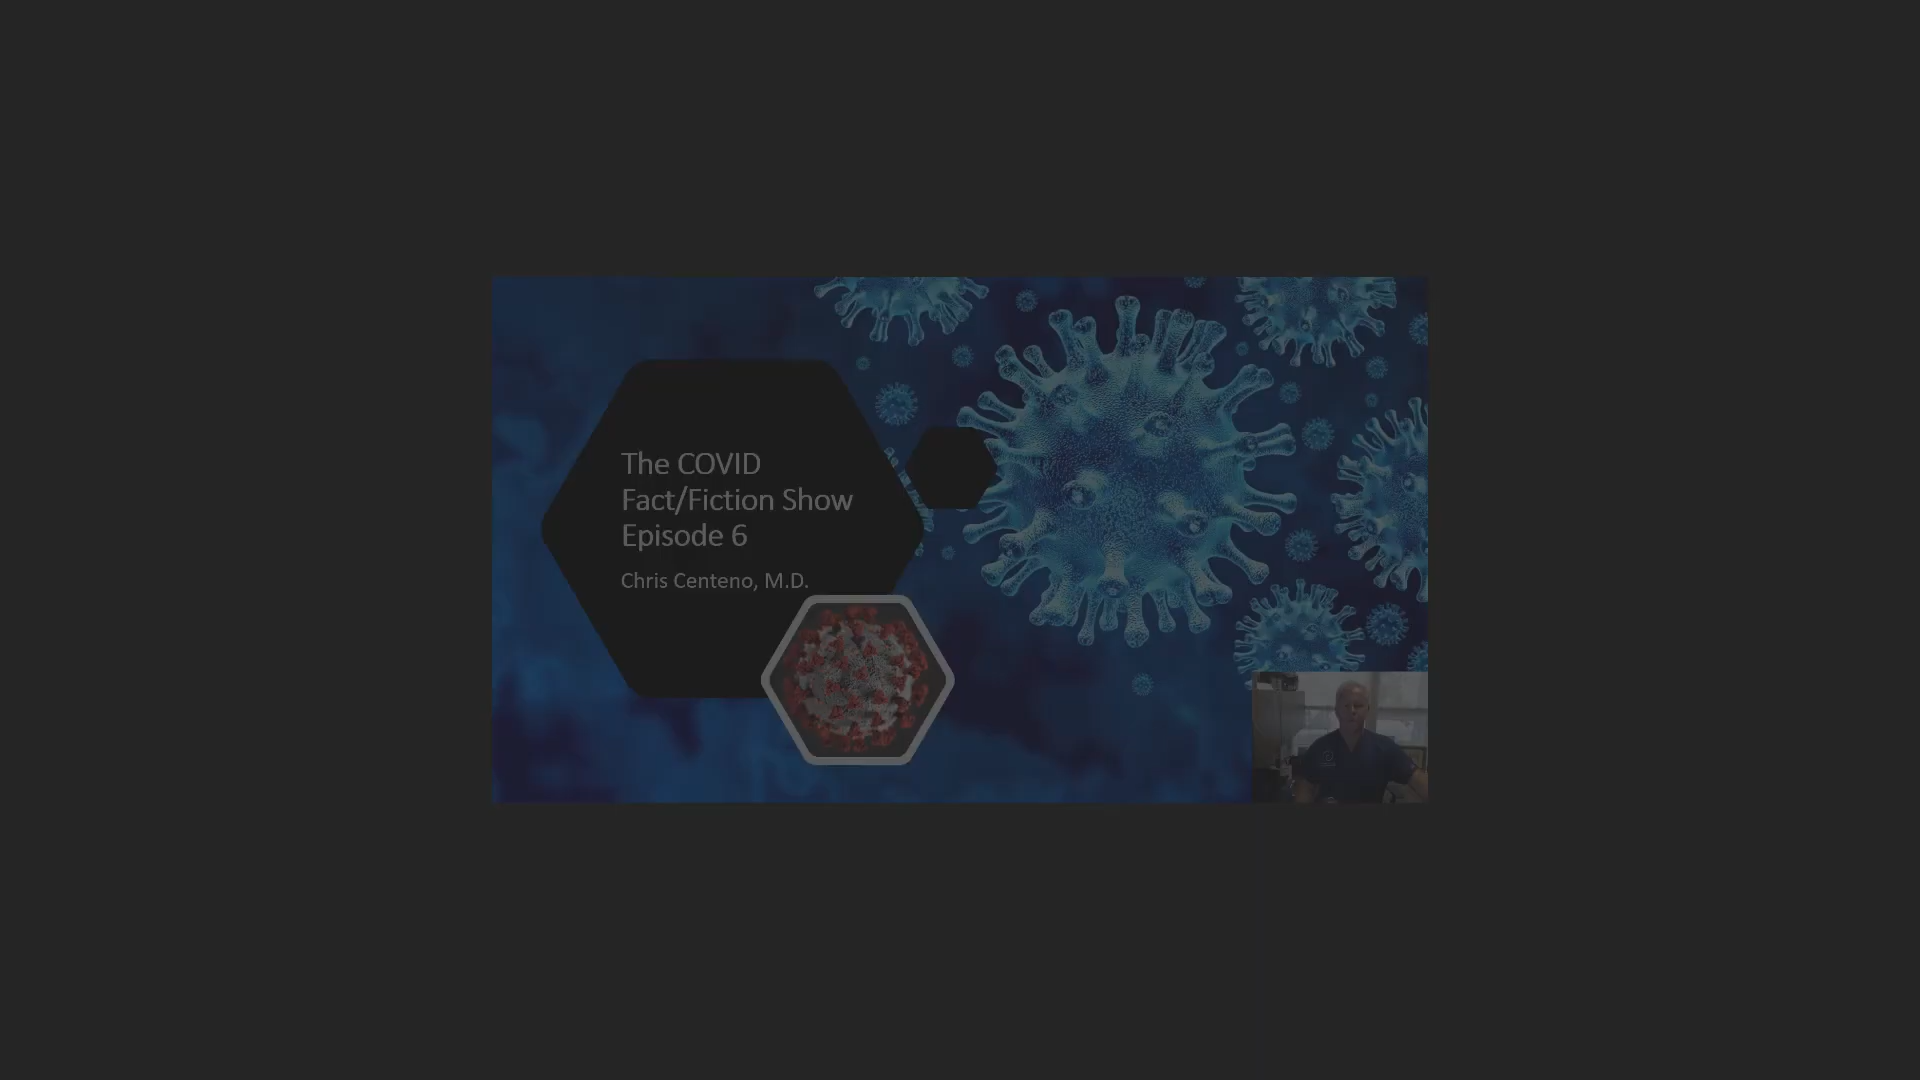 The COVID
Fact/Fiction Show
Episode 6
Chris Centeno, M.D.